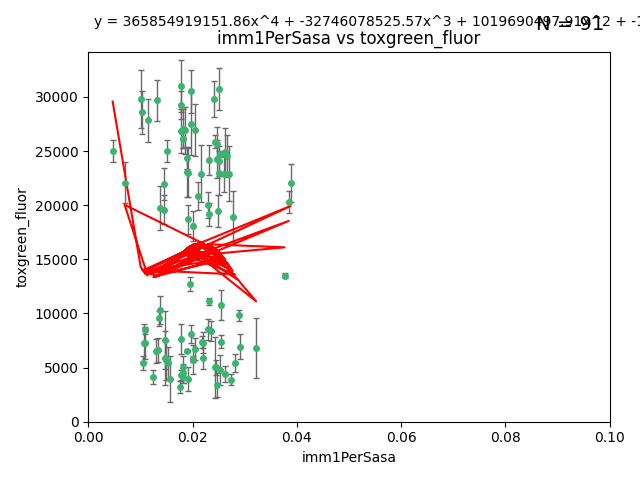 y = 365854919151.86x^4 + -32746078525.57x^3 + 1019690497.91x^2 + -1
N = 91
imm1PerSasa vs toxgreen_fluor
30000
25000
20000
15000
10000
5000
0
toxgreen_fluor
0.00 0.02 0.04 0.06 0.08 0.10
imm1PerSasa